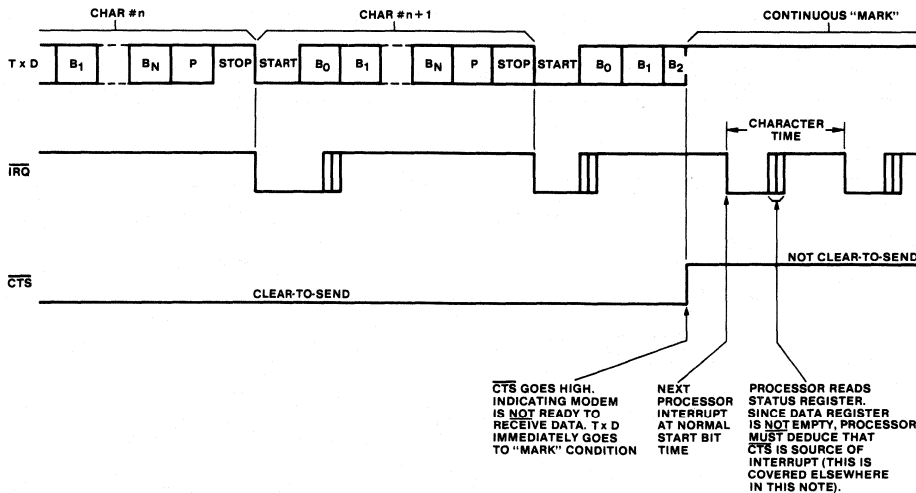 CHAR #n
CHAR #n+1
CONTINUOUS "MARK"
T x D
B1
BN
P
STOP
START
B0
B1
BN
P
STOP
START
B0
B1
B2
CHARACTER
TIME
IRQ
NOT CLEAR-TO-SEND
CTS
CLEAR-TO-SEND
CTS GOES HIGH.
INDICATING MODEM
IS NOT READY TO
RECEIVE DATA. T x D
IMMEDIATELY GOES
TO "MARK" CONDITION
NEXT
PROCESSOR
INTERRUPT
AT NORMAL
START BIT
TIME
PROCESSOR READS
STATUS REGISTER.
SINCE DATA REGISTER
IS NOT EMPTY, PROCESSOR
MUST DEDUCE THAT
CTS IS SOURCE OF
INTERRUPT (THIS IS
COVERED ELSEWHERE
IN THIS NOTE).